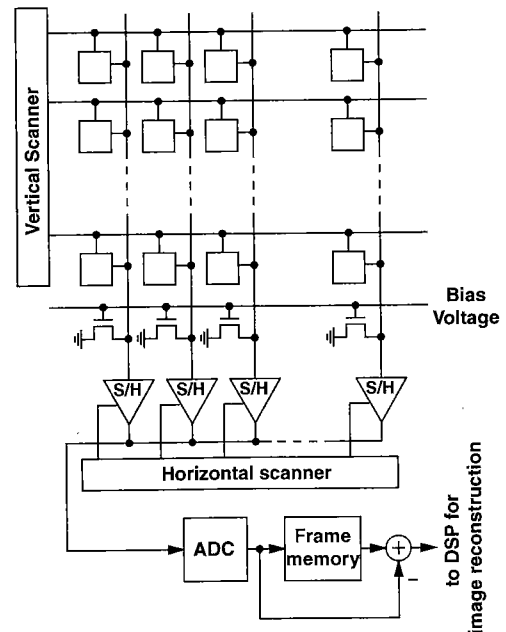 Vertical Scanner
Bias
Voltage
S/H
S/H
S/H
S/H
Horizontal scanner
ADC
Frame
memory
+
−
to DSP for
image reconstruction